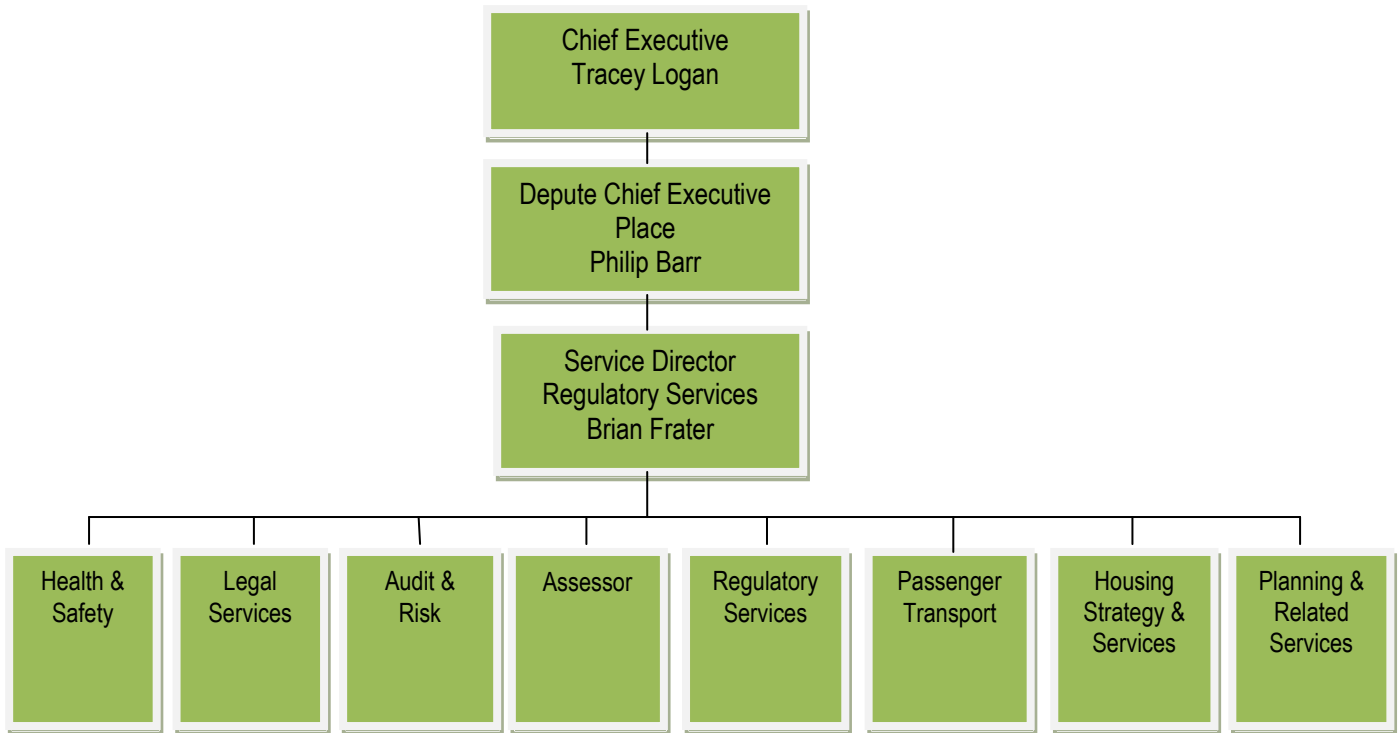 Chief Executive
Tracey Logan
Depute Chief Executive
Place
Philip Barr
Service Director
Regulatory Services
Brian Frater
Health &
Safety
Legal
Services
Audit &
Risk
Assessor
Regulatory
Services
Passenger
Transport
Housing
Strategy &
Services
Planning &
Related
Services